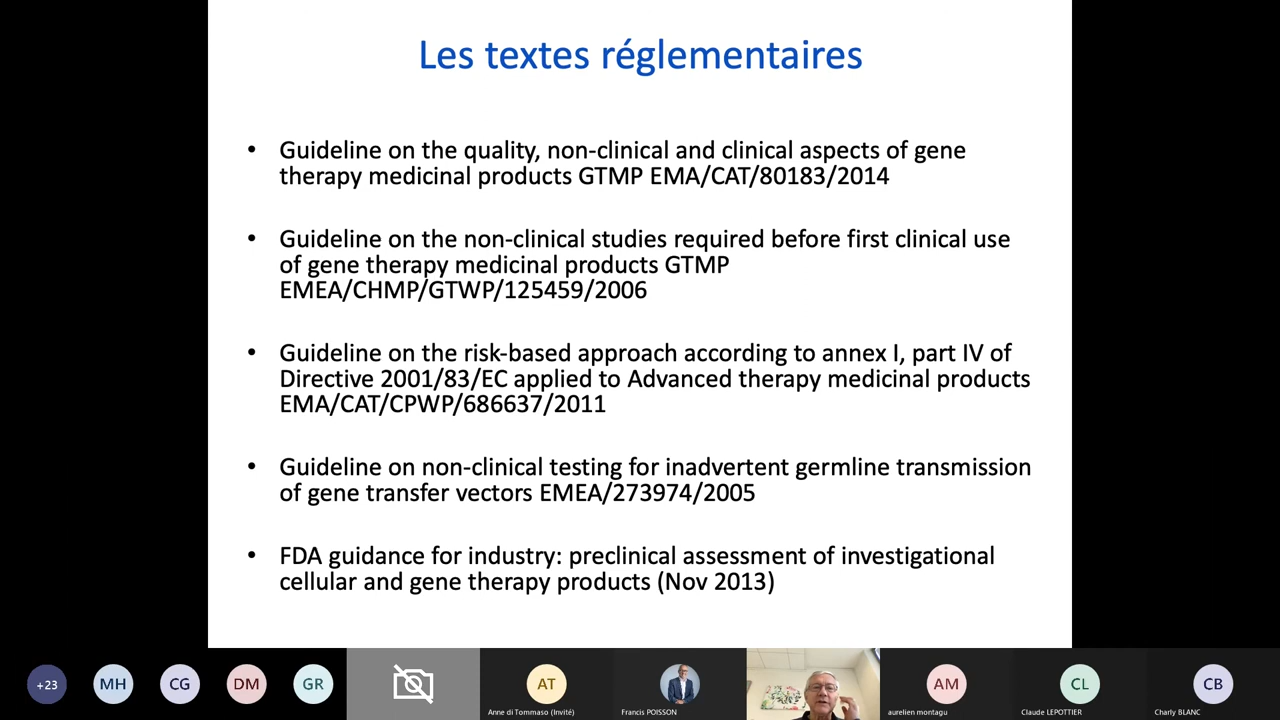 Les textes réglementaires
• Guideline on the quality, non-clinical and clinical aspects of gene
therapy medicinal products GTMP EMA/CAT/80183/2014
• Guideline on the non-clinical studies required before first clinical use
of gene therapy medicinal products GTMP
EMEA/CHMP/GTWP/125459/2006
• Guideline on the risk-based approach according to annex I, part IV of
Directive 2001/83/EC applied to Advanced therapy medicinal products
EMA/CAT/CPWP/686637/2011
• Guideline on non-clinical testing for inadvertent germline transmission
of gene transfer vectors EMEA/273974/2005
• FDA guidance for industry: preclinical assessment of investigational
cellular and gene therapy products (Nov 2013)
+23 MH CG DM GR AT AM CL CB
Anne di Tommaso (Invité) Francis POISSON aurelien montagu Claude LEPOTTIER Charly BLANC